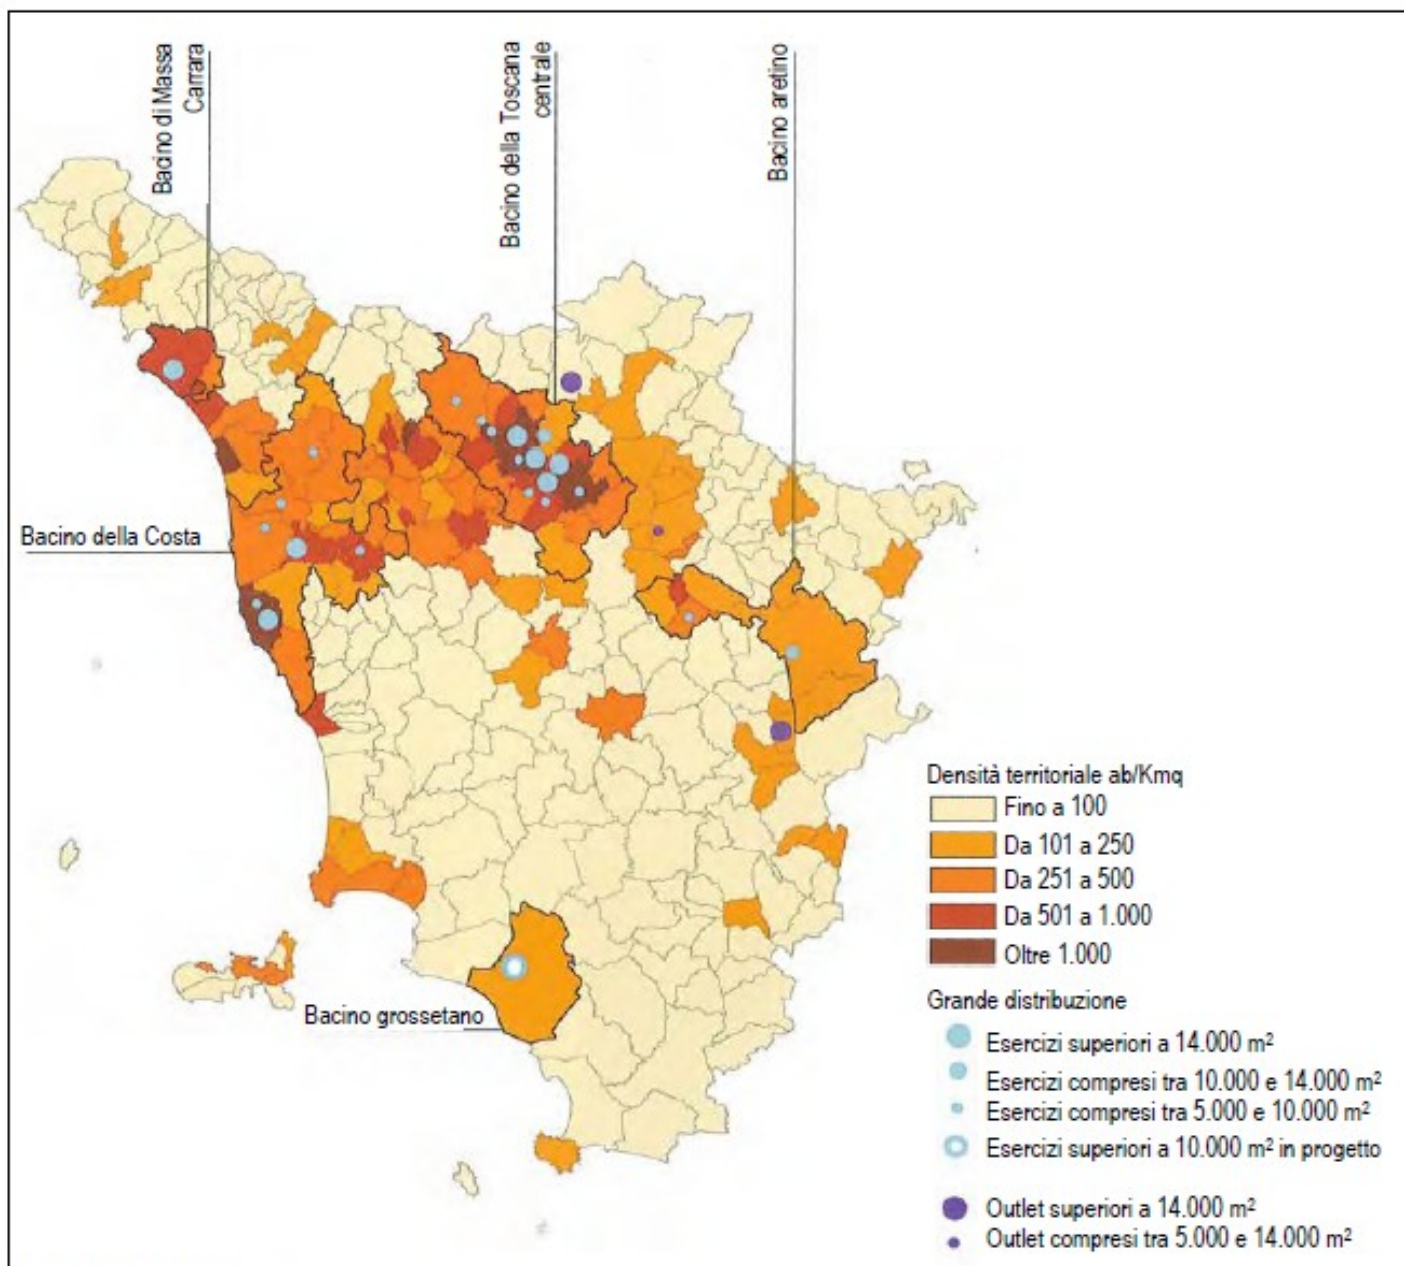 Bacino di Massa
Carrara
Bacino della Toscana
centrale
Bacino aretino
Bacino della Costa
Bacino grossetano
Densità territoriale ab/Kmq
Fino a 100
Da 101 a 250
Da 251 a 500
Da 501 a 1.000
Oltre 1.000
Grande distribuzione
Esercizi superiori a 14.000 m²
Esercizi compresi tra 10.000 e 14.000 m²
Esercizi compresi tra 5.000 e 10.000 m²
Esercizi superiori a 10.000 m² in progetto
Outlet superiori a 14.000 m²
Outlet compresi tra 5.000 e 14.000 m²